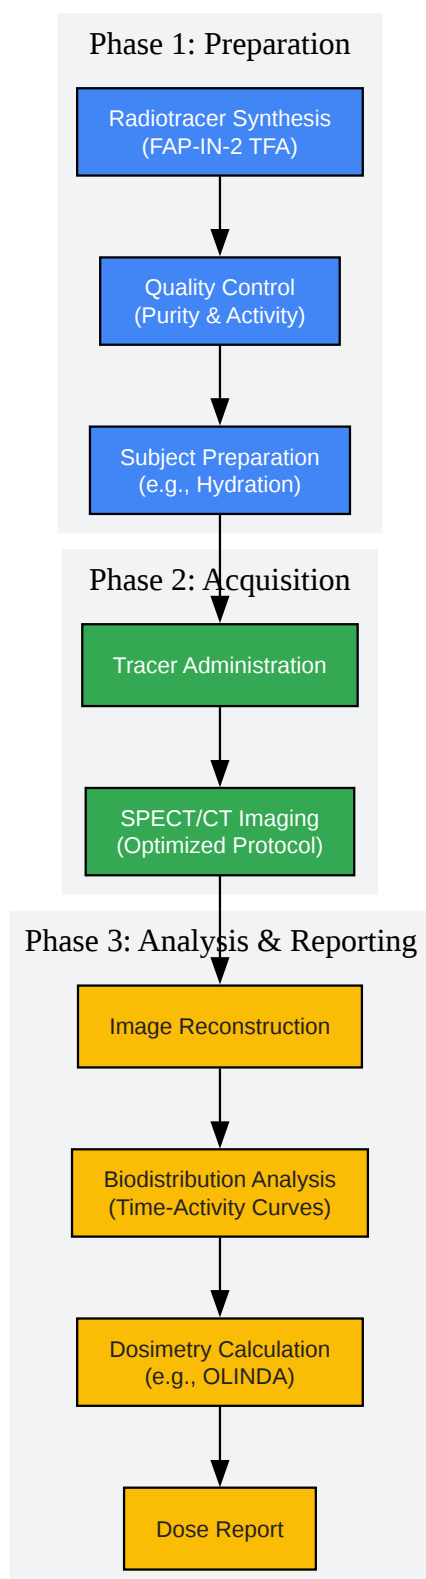 Phase 1: Preparation
Radiotracer Synthesis
(FAP-IN-2 TFA)
Quality Control
(Purity & Activity)
Subject Preparation
(e.g., Hydration)
Phase 2: Acquisition
Tracer Administration
SPECT/CT Imaging
(Optimized Protocol)
Phase 3: Analysis & Reporting
Image Reconstruction
Biodistribution Analysis
(Time-Activity Curves)
Dosimetry Calculation
(e.g., OLINDA)
Dose Report